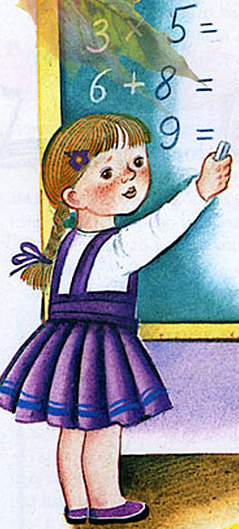 3 × 5 =
6 + 8 =
9 =